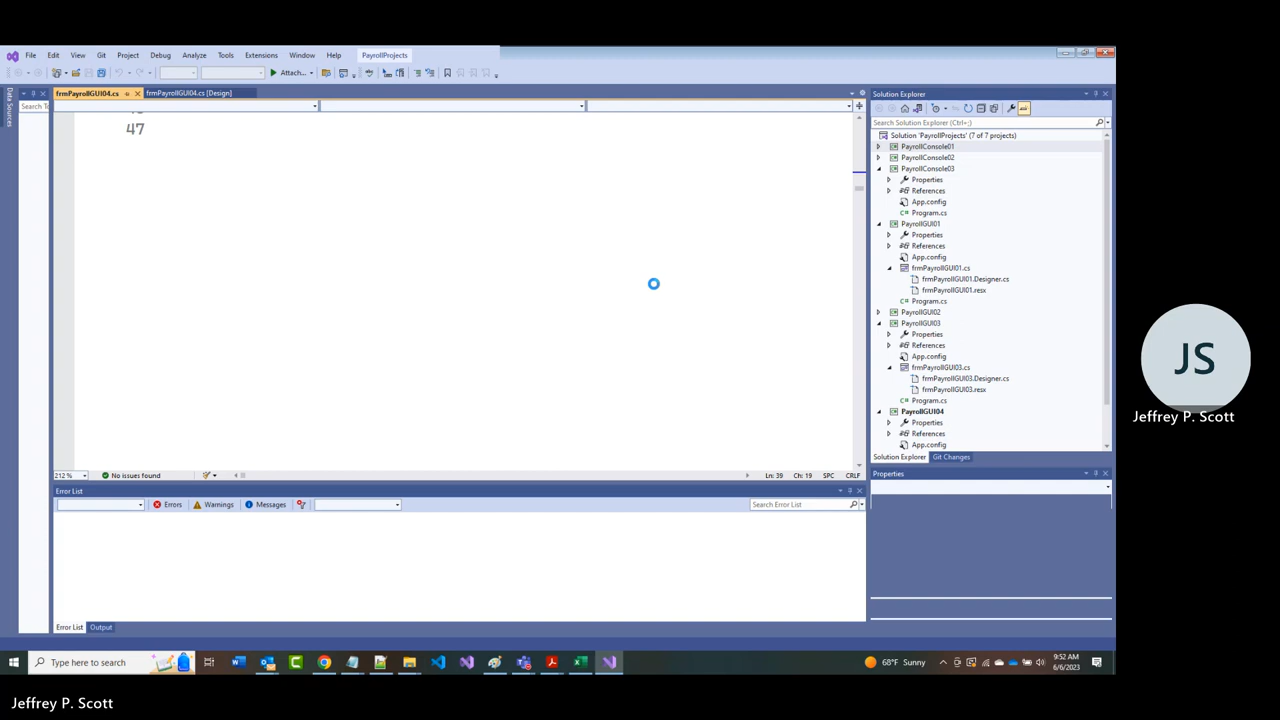 File Edit View Git Project Build Debug Analyze Tools Extensions Window Help PayrollProjects
Attach...
Data Sources
frmPayrollGUI04.cs frmPayrollGUI04.cs [Design]
Search To
47
212 % No issues found Ln: 39 Ch: 19 SPC CRLF
Error List
Errors Warnings Messages Search Error List
Error List Output
Solution Explorer
Search Solution Explorer (Ctrl+;)
Solution 'PayrollProjects' (7 of 7 projects)
PayrollConsole01
PayrollConsole02
PayrollConsole03
Properties
References
App.config
Program.cs
PayrollGUI01
Properties
References
App.config
frmPayrollGUI01.cs
frmPayrollGUI01.Designer.cs
frmPayrollGUI01.resx
Program.cs
PayrollGUI02
PayrollGUI03
Properties
References
App.config
frmPayrollGUI03.cs
frmPayrollGUI03.Designer.cs
frmPayrollGUI03.resx
Program.cs
PayrollGUI04
Properties
References
App.config
Solution Explorer Git Changes
Properties
Type here to search
68°F Sunny
9:52 AM
6/6/2023
JS
Jeffrey P. Scott
Jeffrey P. Scott